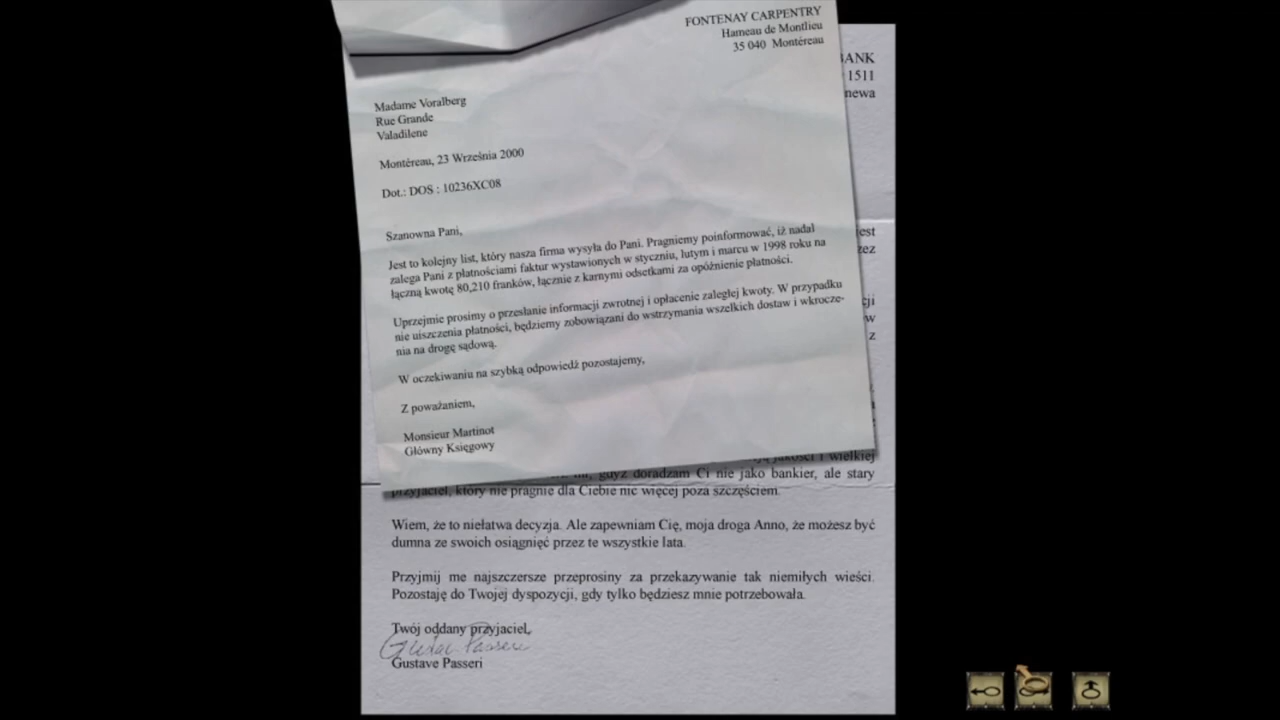 FONTENAY CARPENTRY
Hameau de Montlieu
35 040 Montéreau
BANK
1511
newa
Madame Voralberg
Rue Grande
Valadilene
Montéreau, 23 Września 2000
Dot.: DOS : 10236XC08
Szanowna Pani,
Jest to kolejny list, który nasza firma wysyła do Pani. Pragniemy poinformować, iż nadal
zalega Pani z płatnościami faktur wystawionych w styczniu, lutym i marcu w 1998 roku na
łączną kwotę 80,210 franków, łącznie z karnymi odsetkami za opóźnienie płatności.
Uprzejmie prosimy o przesłanie informacji zwrotnej i opłacenie zaległej kwoty. W przypadku
nie uiszczenia płatności, będziemy zobowiązani do wstrzymania wszelkich dostaw i wkrocze-
nia na drogę sądową.
W oczekiwaniu na szybką odpowiedź pozostajemy,
Z poważaniem,
Monsieur Martinot
Główny Księgowy
jakości i wielkiej
gdyż doradzam Ci nie jako bankier, ale stary
przyjaciel, który nie pragnie dla Ciebie nic więcej poza szczęściem.
Wiem, że to niełatwa decyzja. Ale zapewniam Cię, moja droga Anno, że możesz być
dumna ze swoich osiągnięć przez te wszystkie lata.
Przyjmij me najszczersze przeprosiny za przekazywanie tak niemiłych wieści.
Pozostaję do Twojej dyspozycji, gdy tylko będziesz mnie potrzebowała.
Twój oddany przyjaciel,
Gustave Passeri
Gustave Passeri